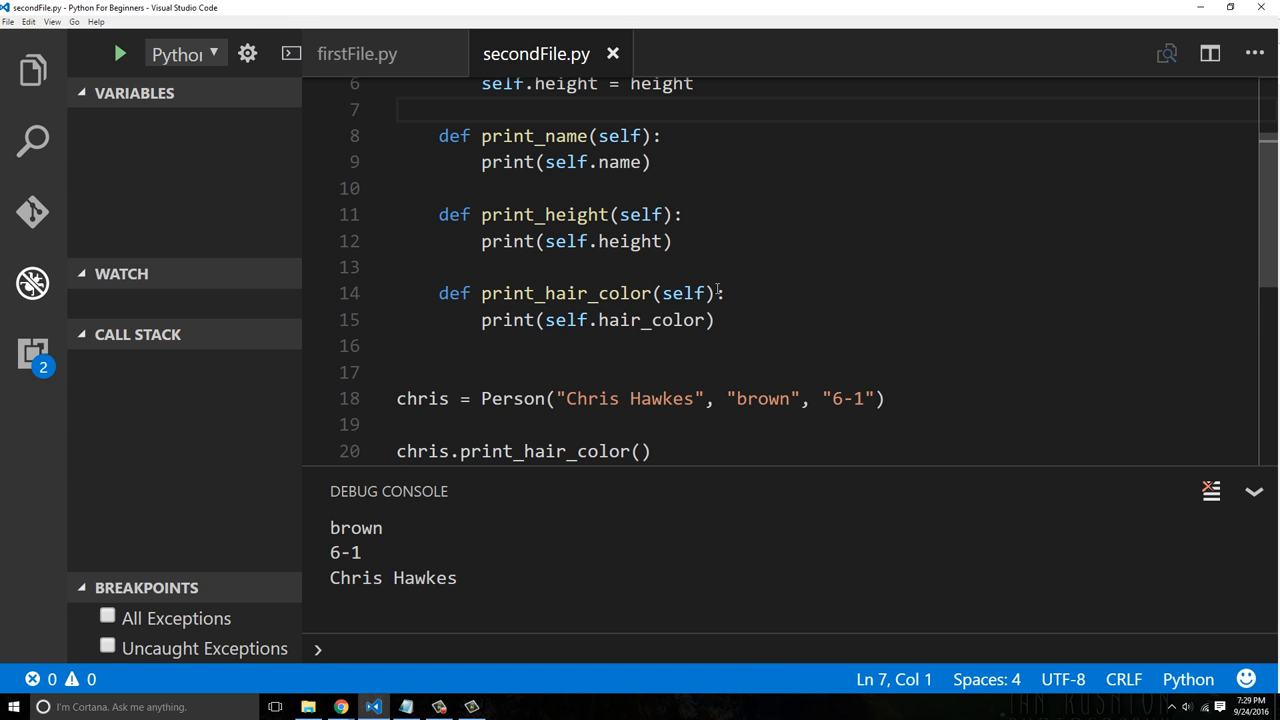 secondFile.py - Python For Beginners - Visual Studio Code
File Edit View Go Help
Pythor
firstFile.py
secondFile.py
VARIABLES
WATCH
CALL STACK
BREAKPOINTS
All Exceptions
Uncaught Exceptions
2
6 self.height = height
7
8 def print_name(self):
9 print(self.name)
10
11 def print_height(self):
12 print(self.height)
13
14 def print_hair_color(self):
15 print(self.hair_color)
16
17
18 chris = Person("Chris Hawkes", "brown", "6-1")
19
20 chris.print_hair_color()
DEBUG CONSOLE
brown
6-1
Chris Hawkes
0 0
Ln 7, Col 1 Spaces: 4 UTF-8 CRLF Python
I'm Cortana. Ask me anything.
7:29 PM
9/24/2016